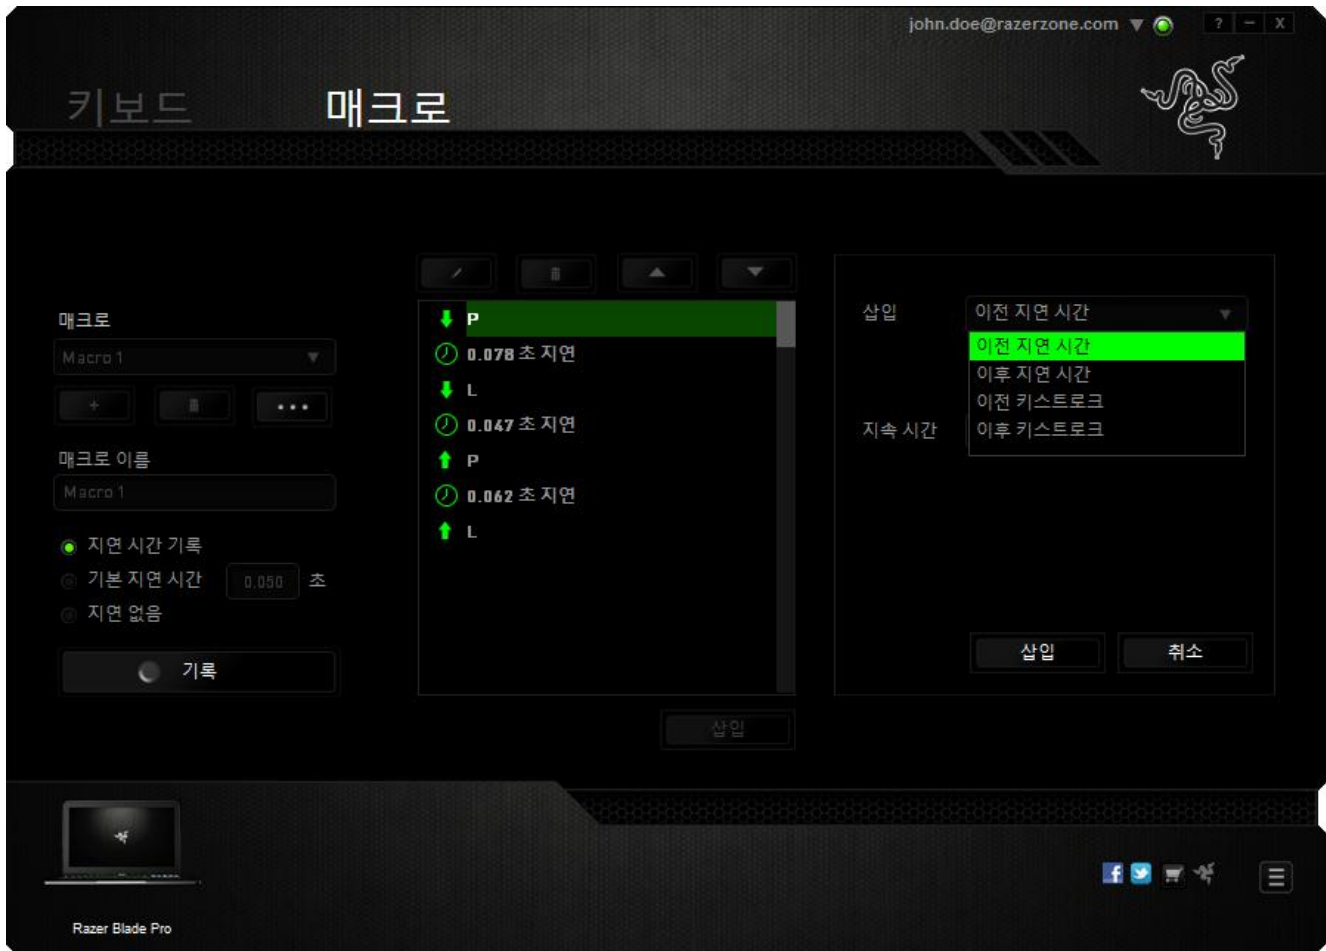 john.doe@razerzone.com
? − X
키보드 매크로
매크로
Macro 1
매크로 이름
Macro 1
지연 시간 기록
기본 지연 시간 0.050 초
지연 없음
기록
P
0.078 초 지연
L
0.047 초 지연
P
0.062 초 지연
L
삽입
삽입 이전 지연 시간
이전 지연 시간
이후 지연 시간
이전 키스트로크
지속 시간 이후 키스트로크
삽입 취소
Razer Blade Pro